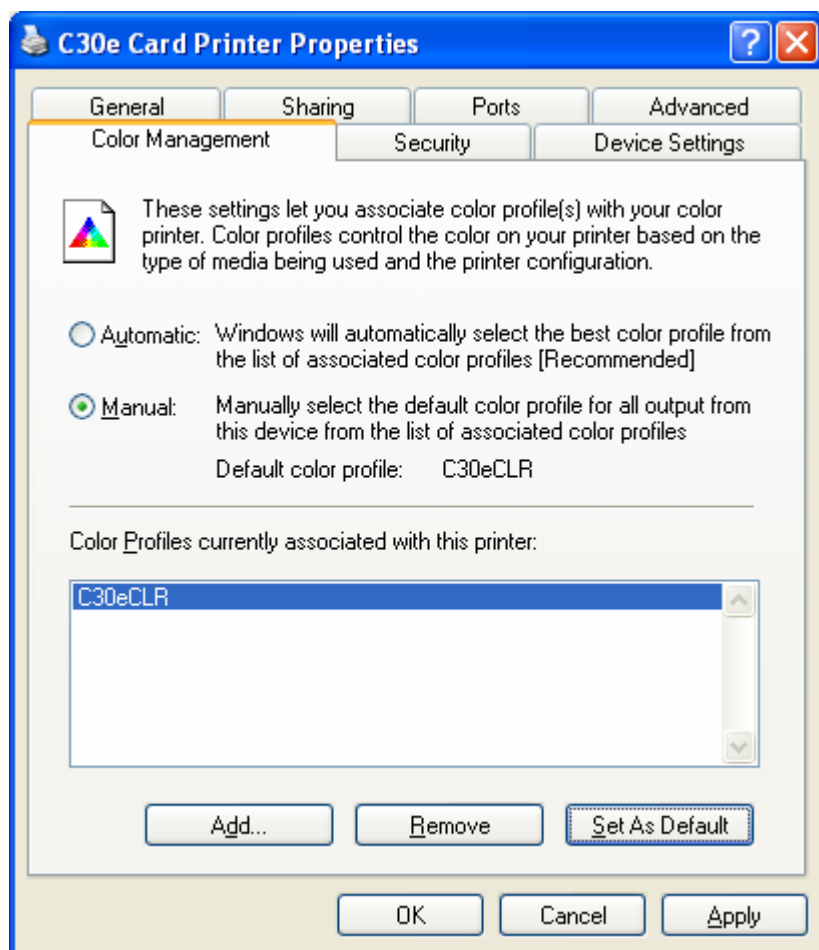 C30e Card Printer Properties
General Sharing Ports Advanced
Color Management Security Device Settings
These settings let you associate color profile(s) with your color
printer. Color profiles control the color on your printer based on the
type of media being used and the printer configuration.
Automatic: Windows will automatically select the best color profile from
the list of associated color profiles [Recommended]
Manual: Manually select the default color profile for all output from
this device from the list of associated color profiles
Default color profile: C30eCLR
Color Profiles currently associated with this printer:
C30eCLR
Add... Remove Set As Default
OK Cancel Apply